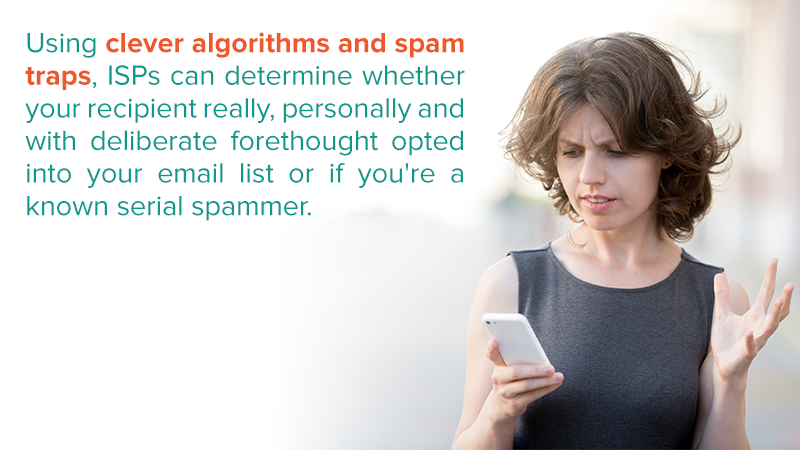 Using clever algorithms and spam
traps, ISPs can determine whether
your recipient really, personally and
with deliberate forethought opted
into your email list or if you're a
known serial spammer.